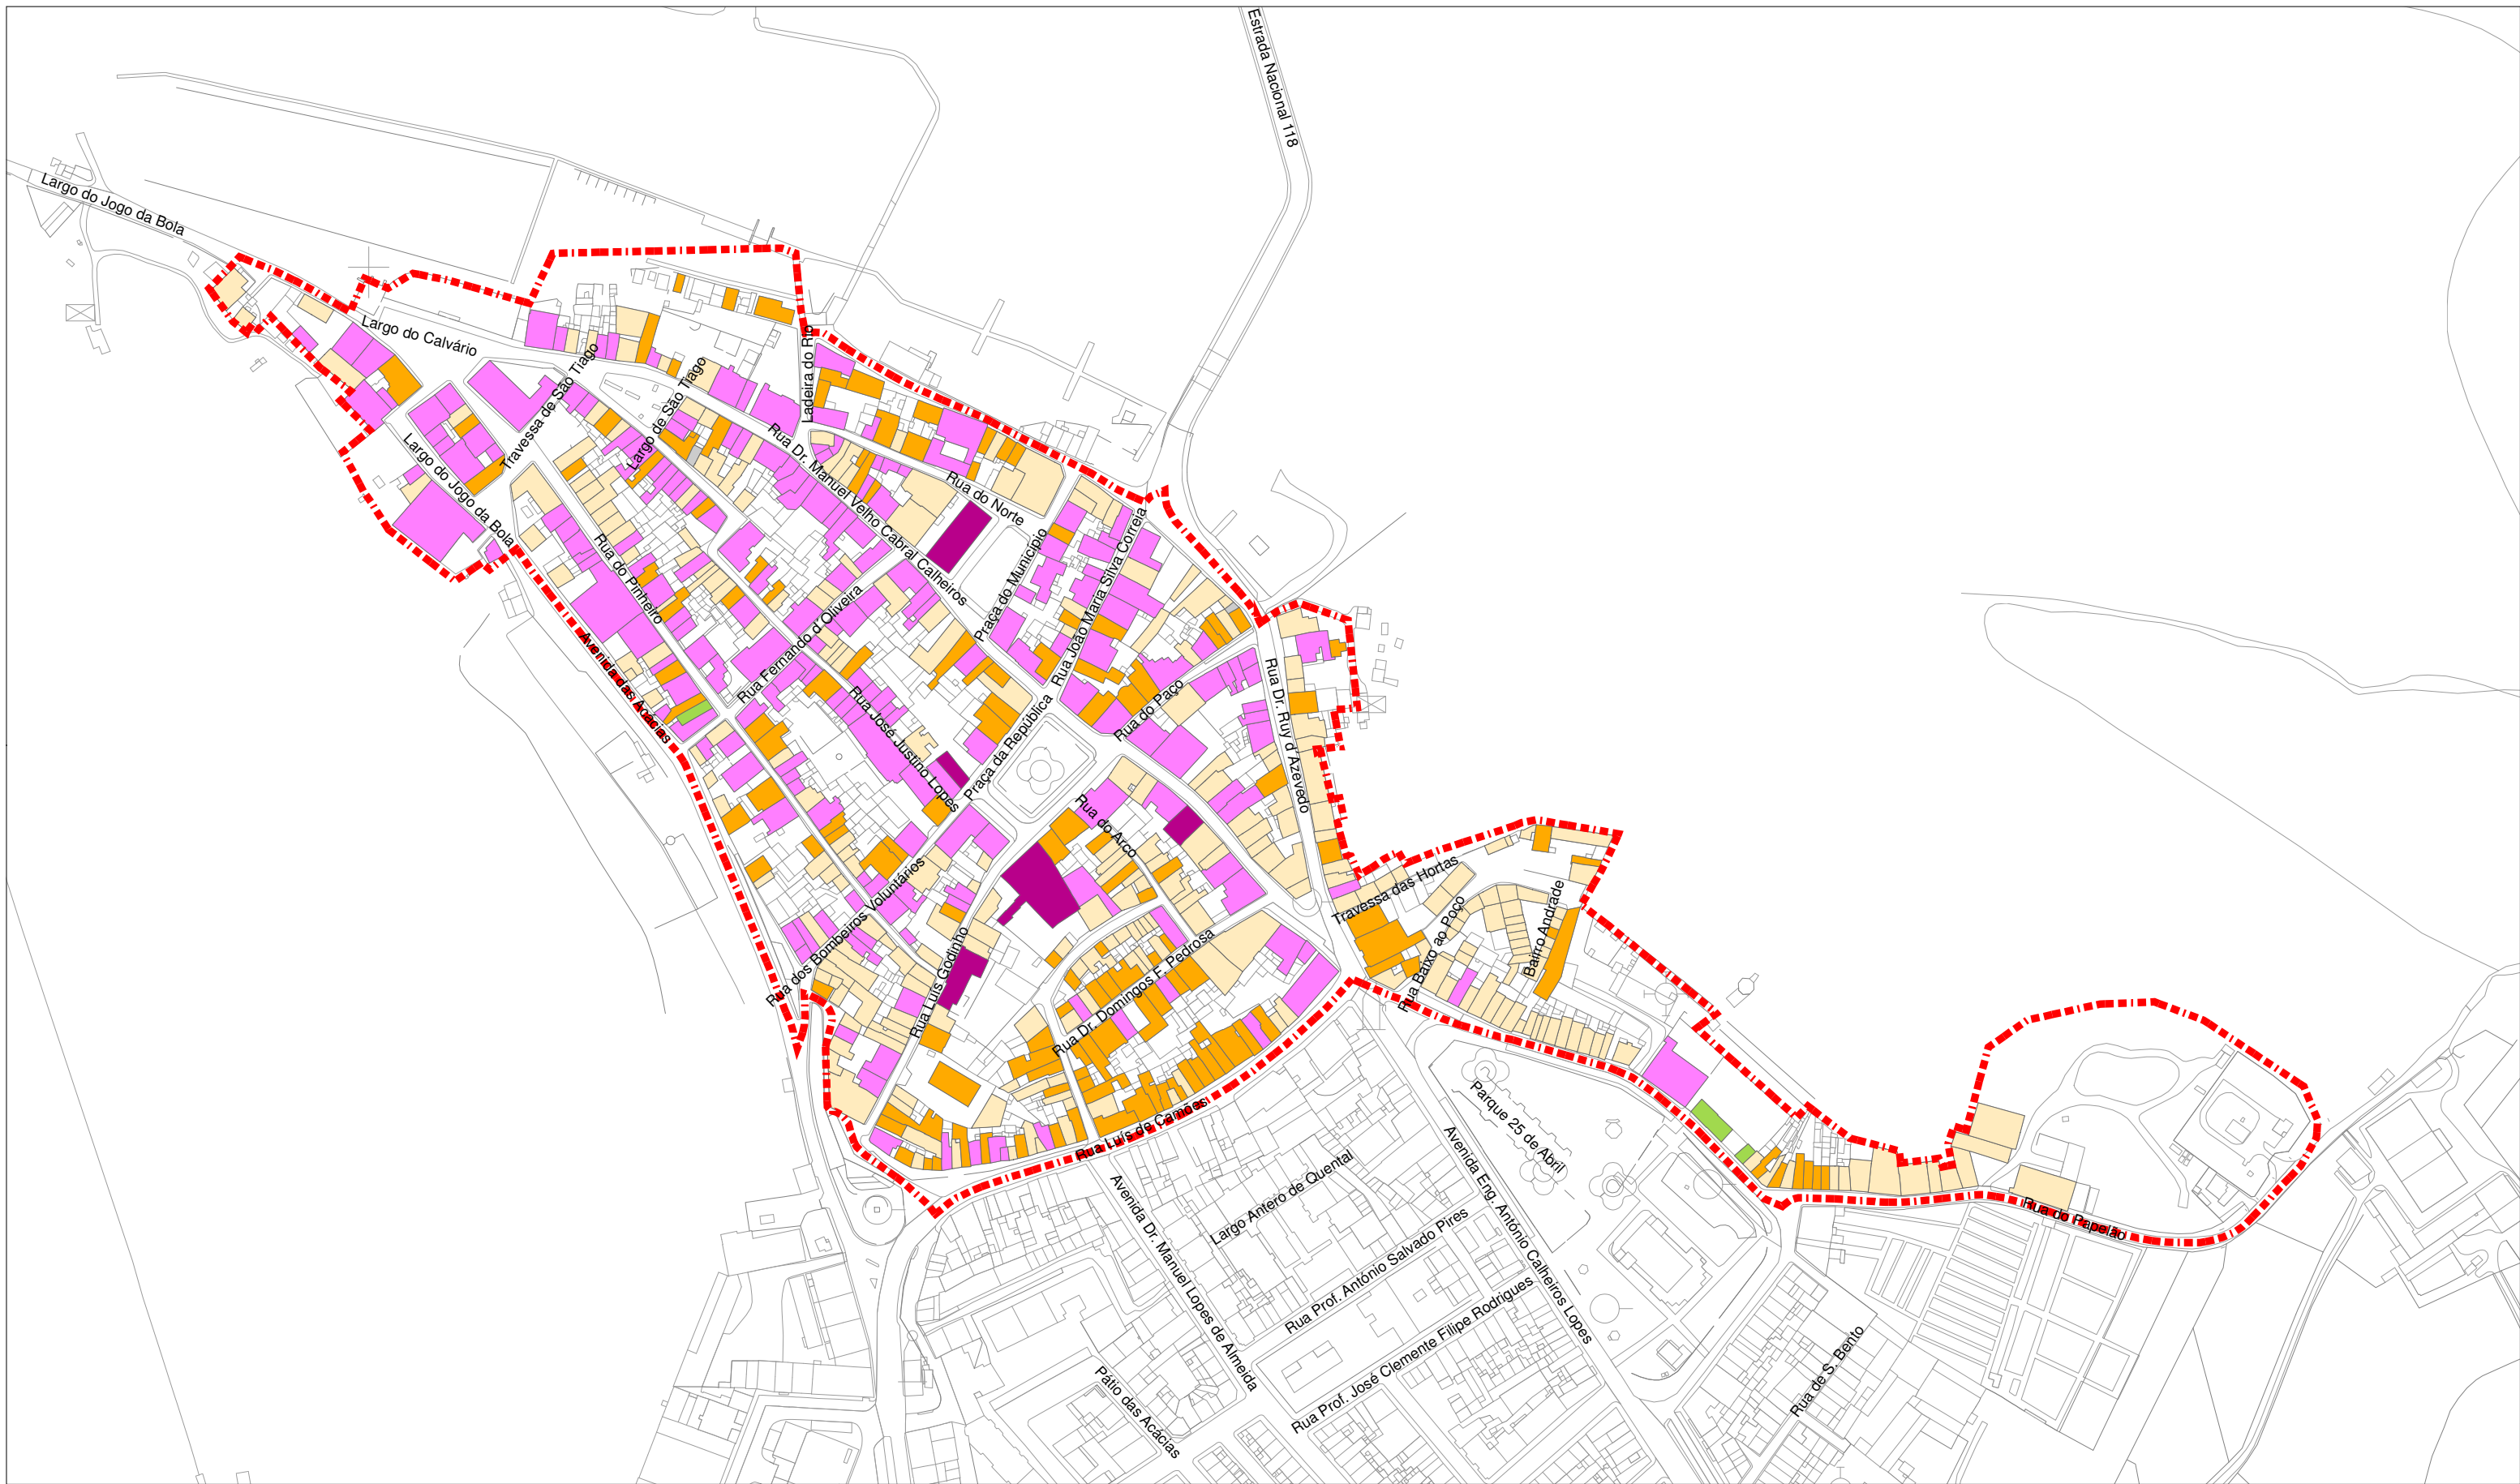 Estrada Nacional 118
Largo do Jogo da Bola
Largo do Calvário
Travessa de São Tiago
Largo de São Tiago
Ladeira do Rio
Rua Dr. Manuel Velho Cabral Calheiros
Rua do Norte
Largo do Jogo da Bola
Rua do Pinheiro
Praça do Município
Rua João Maria Silva Correia
Avenida das Acácias
Rua Fernando d'Oliveira
Rua José Justino Lopes
Praça da República
Rua do Paço
Rua Dr. Ruy d'Azevedo
Rua do Arco
Rua dos Bombeiros Voluntários
Rua Luís Godinho
Rua Dr. Domingos F. Pedrosa
Travessa das Hortas
Rua Baixo ao Poço
Bairro Andrade
Rua Luís de Camões
Parque 25 de Abril
Avenida Eng. António Calheiros Lopes
Largo Antero de Quental
Avenida Dr. Manuel Lopes de Almeida
Rua Prof. António Salvado Pires
Rua Prof. José Clemente Filipe Rodrigues
Pátio das Acácias
Rua do Papelão
Rua de S. Bento